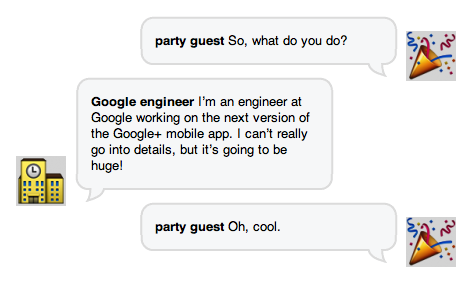 party guest So, what do you do?
Google engineer I’m an engineer at
Google working on the next version of
the Google+ mobile app. I can’t really
go into details, but it’s going to be
huge!
party guest Oh, cool.